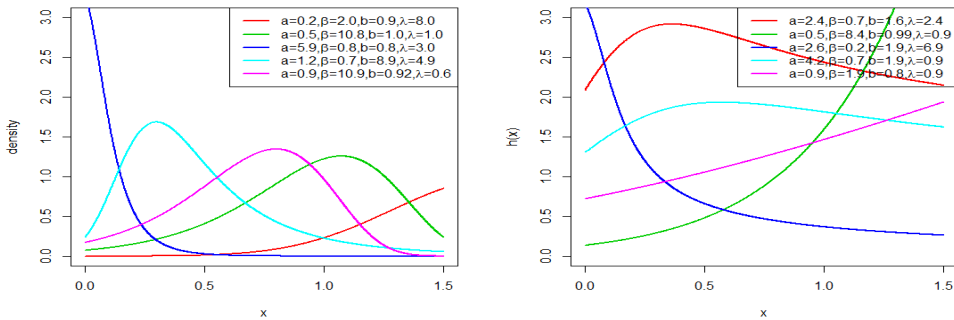 3.0
2.5
2.0
1.5
1.0
0.5
0.0
density
a=0.2,β=2.0,b=0.9,λ=8.0
a=0.5,β=10.8,b=1.0,λ=1.0
a=5.9,β=0.8,b=0.8,λ=3.0
a=1.2,β=0.7,b=8.9,λ=4.9
a=0.9,β=10.9,b=0.92,λ=0.6
0.0 0.5 1.0 1.5
x
3.0
2.5
2.0
1.5
1.0
0.5
0.0
h(x)
a=2.4,β=0.7,b=1.6,λ=2.4
a=0.5,β=8.4,b=0.99,λ=0.9
a=2.6,β=0.2,b=1.9,λ=6.9
a=4.2,β=0.7,b=1.9,λ=0.9
a=0.9,β=1.9,b=0.8,λ=0.9
0.0 0.5 1.0 1.5
x